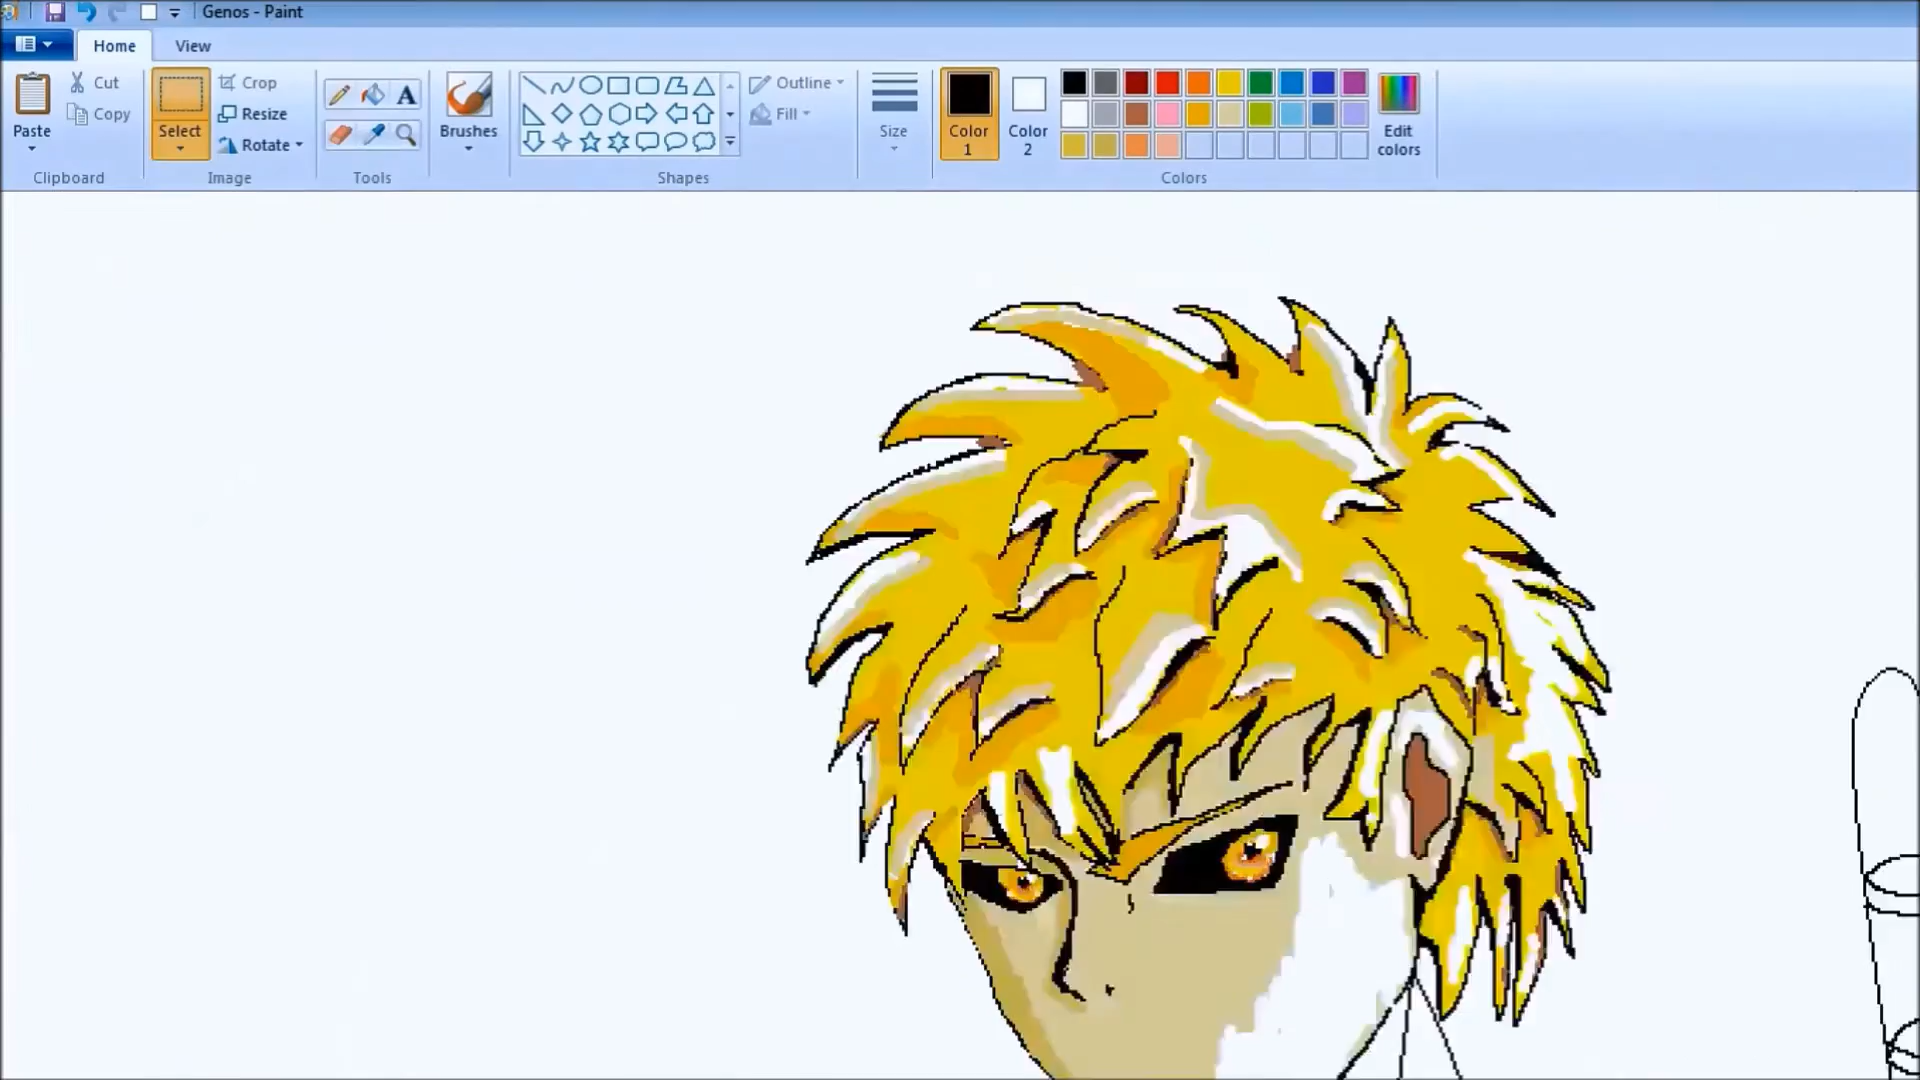 Genos - Paint
Home View
Paste
Cut
Copy
Clipboard
Select
Crop
Resize
Rotate
Image
A
Tools
Brushes
Shapes
Outline
Fill
Size
Color
1
Color
2
Edit
colors
Colors